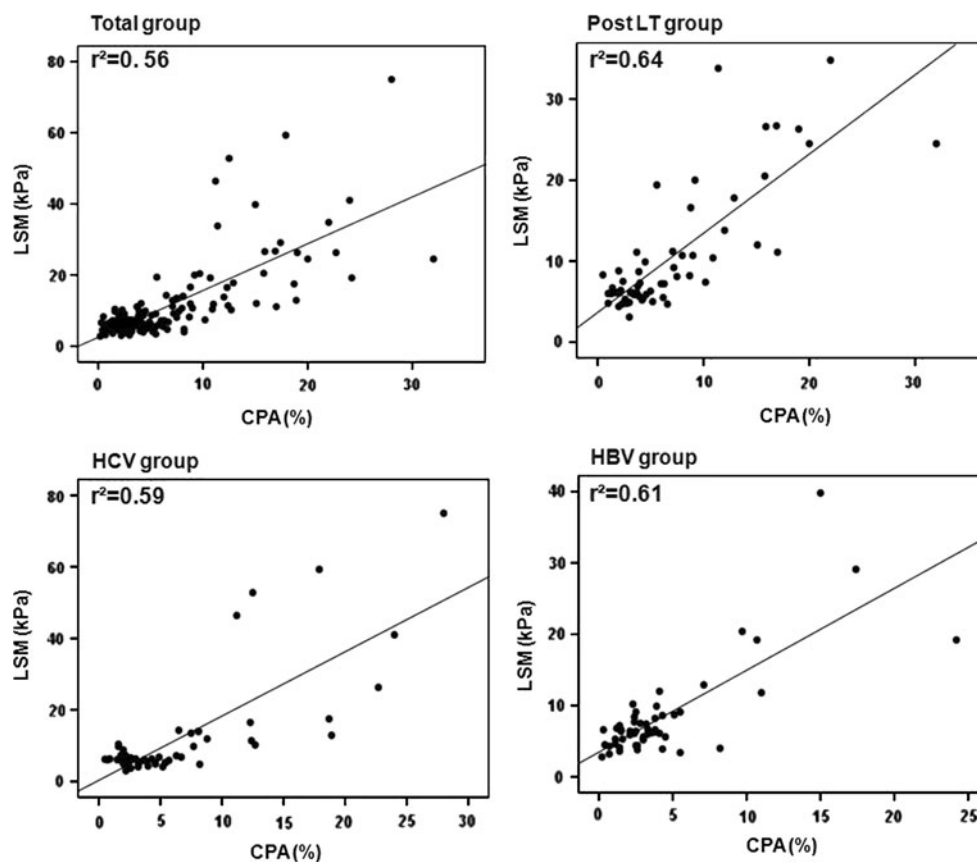 Total group
r²=0.56
80
60
40
20
0
LSM (kPa)
0 10 20 30
CPA(%)
Post LT group
r²=0.64
30
20
10
0
LSM (kPa)
0 10 20 30
CPA(%)
HCV group
r²=0.59
80
60
40
20
0
LSM (kPa)
0 5 10 15 20 25 30
CPA(%)
HBV group
r²=0.61
40
30
20
10
0
LSM (kPa)
0 5 10 15 20 25
CPA(%)